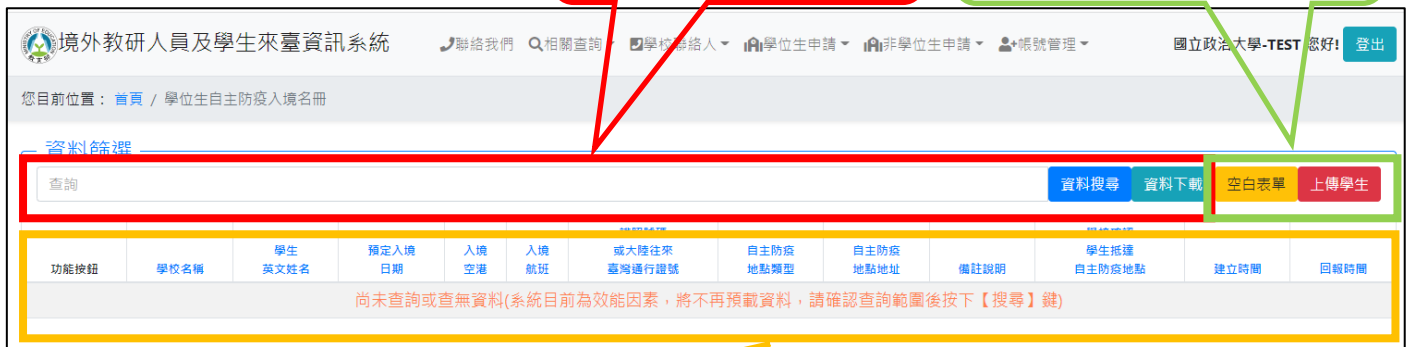 境外教研人員及學生來臺資訊系統 聯絡我們 相關查詢 學校聯絡人 學位生申請 非學位生申請 帳號管理 國立政治大學-TEST 您好! 登出
您目前位置: 首頁 / 學位生自主防疫入境名冊
資料篩選
查詢 資料搜尋 資料下載 空白表單 上傳學生
學生 預定入境 入境 入境 或大陸往來 自主防疫 自主防疫 學生抵達
功能按鈕 學校名稱 英文姓名 日期 空港 航班 臺灣通行證號 地點類型 地點地址 備註說明 自主防疫地點 建立時間 回報時間
尚未查詢或查無資料(系統目前為效能因素,將不再預載資料,請確認查詢範圍後按下【搜尋】鍵)